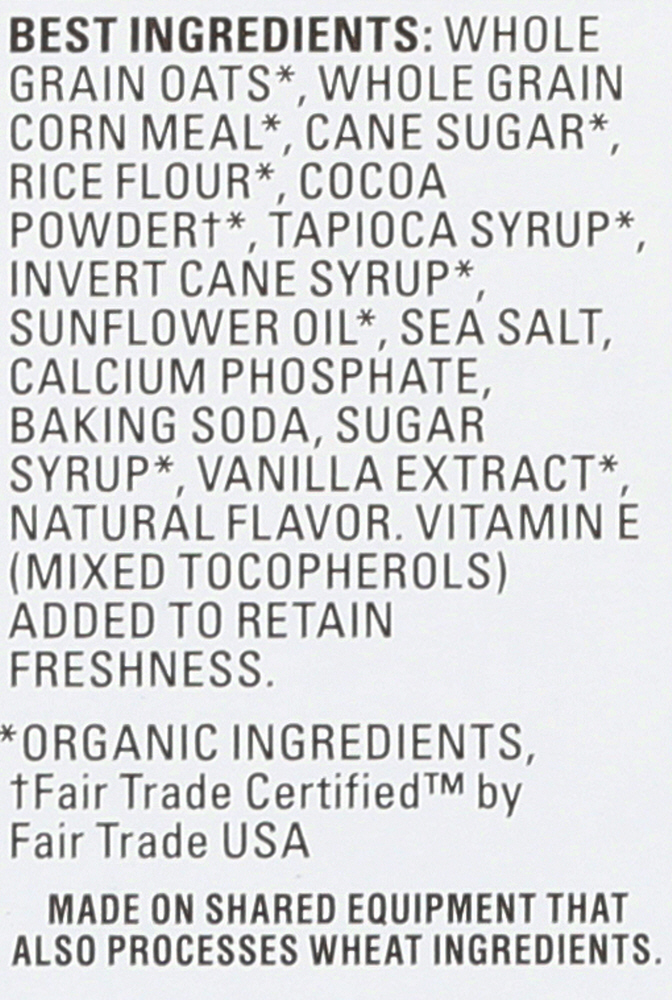 BEST INGREDIENTS: WHOLE
GRAIN OATS*, WHOLE GRAIN
CORN MEAL*, CANE SUGAR*,
RICE FLOUR*, COCOA
POWDER†*, TAPIOCA SYRUP*,
INVERT CANE SYRUP*,
SUNFLOWER OIL*, SEA SALT,
CALCIUM PHOSPHATE,
BAKING SODA, SUGAR
SYRUP*, VANILLA EXTRACT*,
NATURAL FLAVOR. VITAMIN E
(MIXED TOCOPHEROLS)
ADDED TO RETAIN
FRESHNESS.
*ORGANIC INGREDIENTS,
†Fair Trade Certified™ by
Fair Trade USA
MADE ON SHARED EQUIPMENT THAT
ALSO PROCESSES WHEAT INGREDIENTS.